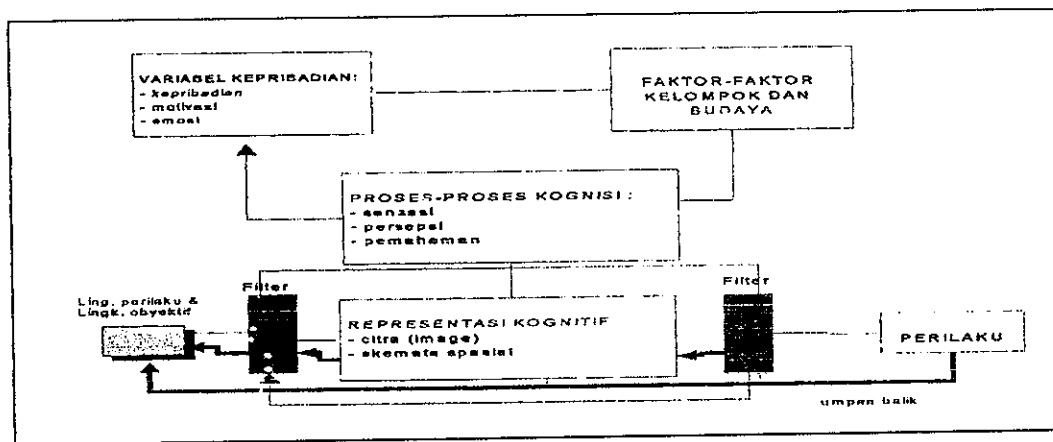 VARIABEL KEPRIBADIAN:
- kepribadian
- motivasi
- emosi
FAKTOR-FAKTOR
KELOMPOK DAN
BUDAYA
PROSES-PROSES KOGNISI :
- sensasi
- persepsi
- pemahaman
Ling, perilaku &
Lingk, obyektif
Filter
REPRESENTASI KOGNITIF
- citra (image)
- skemata spasial
Filter
PERILAKU
umpan balik